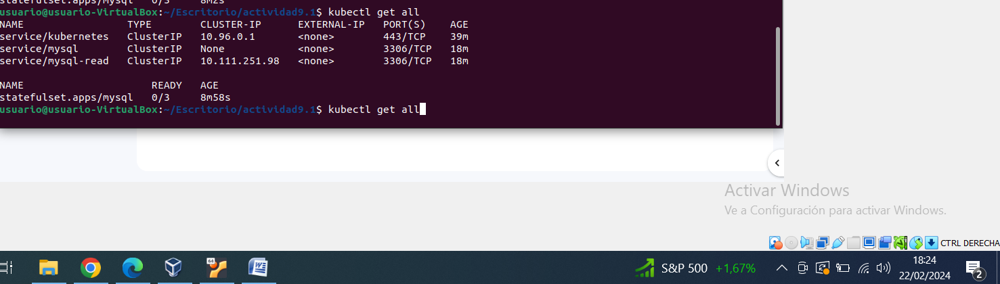 statefulset.apps/mysql 0/3 8m2s
usuario@usuario-VirtualBox:~/Escritorio/actividad9.1$ kubectl get all
NAME TYPE CLUSTER-IP EXTERNAL-IP PORT(S) AGE
service/kubernetes ClusterIP 10.96.0.1 <none> 443/TCP 39m
service/mysql ClusterIP None <none> 3306/TCP 18m
service/mysql-read ClusterIP 10.111.251.98 <none> 3306/TCP 18m
NAME READY AGE
statefulset.apps/mysql 0/3 8m58s
usuario@usuario-VirtualBox:~/Escritorio/actividad9.1$ kubectl get all
Activar Windows
Ve a Configuración para activar Windows.
CTRL DERECHA
64
S&P 500 +1,67%
18:24
22/02/2024
2